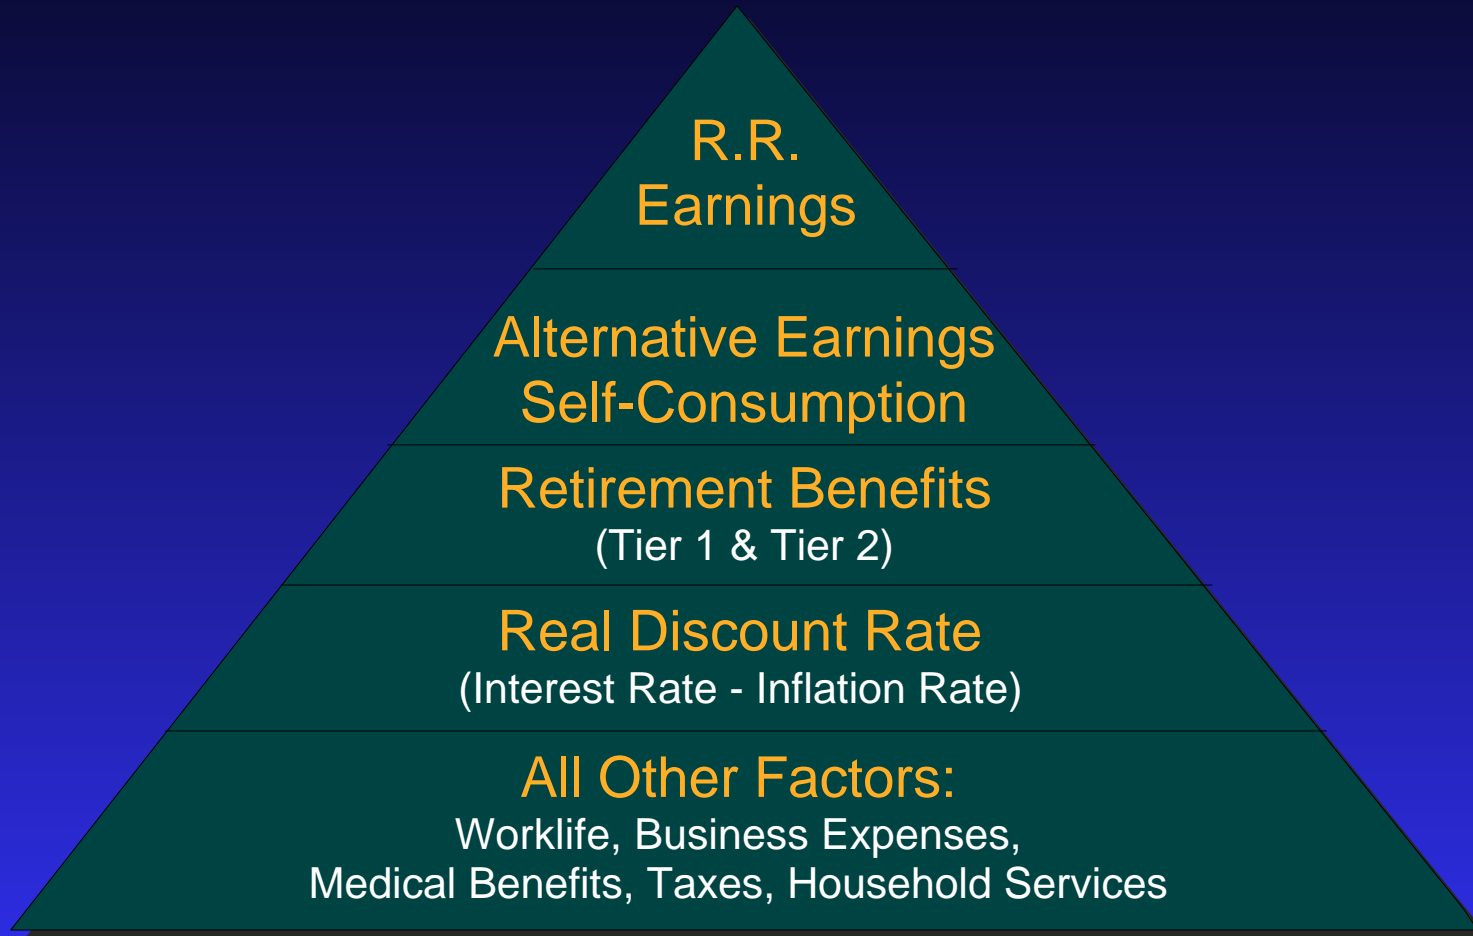 R.R.
Earnings
Alternative Earnings
Self-Consumption
Retirement Benefits
(Tier 1 & Tier 2)
Real Discount Rate
(Interest Rate - Inflation Rate)
All Other Factors:
Worklife, Business Expenses,
Medical Benefits, Taxes, Household Services